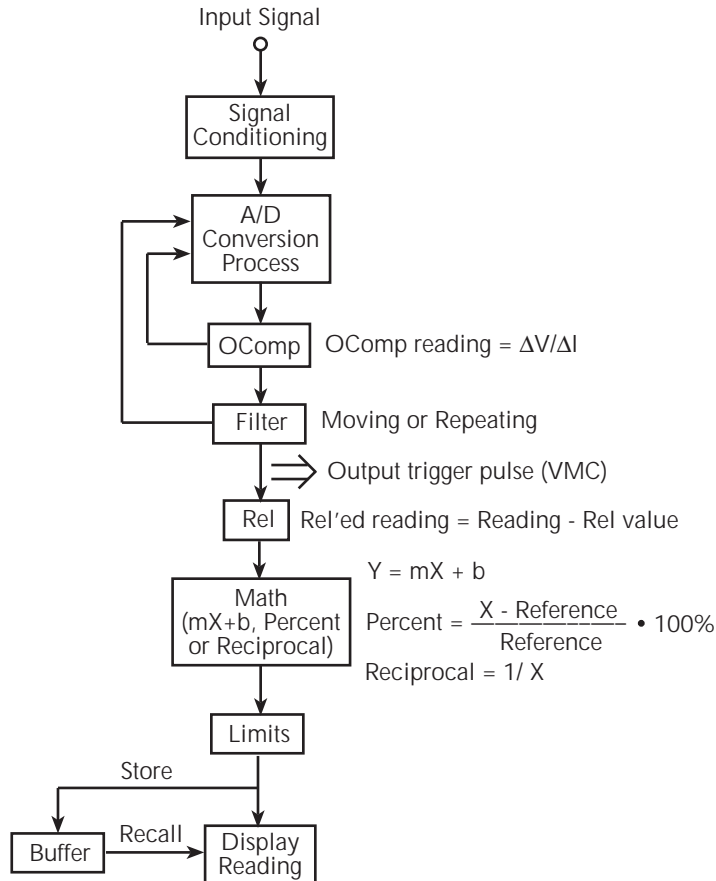 Input Signal
Signal
Conditioning
A/D
Conversion
Process
OComp
OComp reading = ΔV/ΔI
Filter
Moving or Repeating
Output trigger pulse (VMC)
Rel
Rel'ed reading = Reading - Rel value
Y = mX + b
Math
(mX+b, Percent
or Reciprocal)
Percent = X - Reference / Reference • 100%
Reciprocal = 1/ X
Limits
Store
Buffer
Recall
Display
Reading